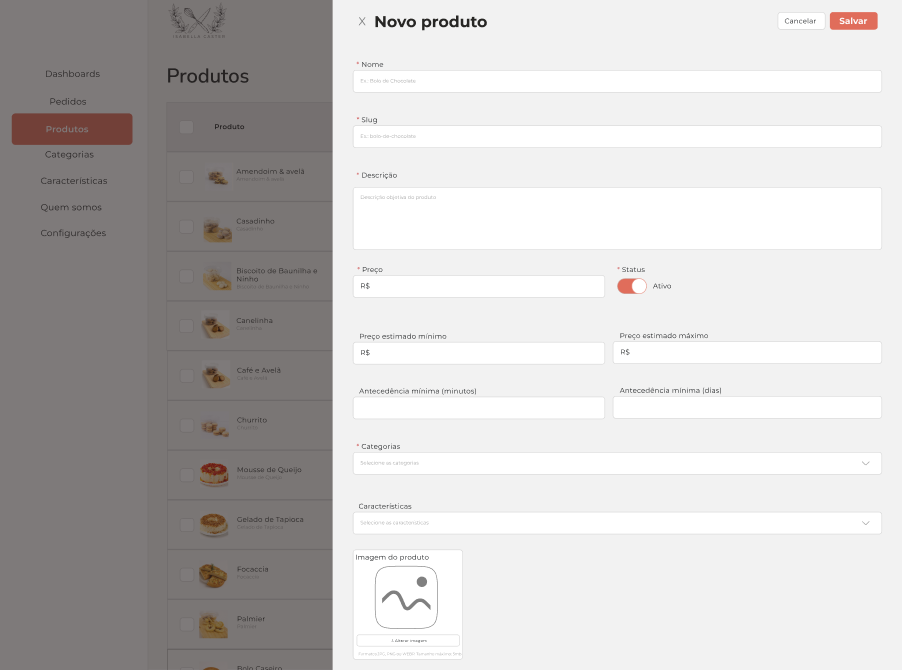 ISABELLE CASTRO
Dashboards
Pedidos
Produtos
Categorias
Características
Quem somos
Configurações
Produtos
Produto
Amendoim & avelã
Amendoim & avelã
Casadinho
Casadinho
Biscoito de Baunilha e
Ninho
Biscoito de Baunilha e Ninho
Canelinha
Canelinha
Café e Avelã
Café e Avelã
Churrito
Churrito
Mousse de Queijo
Mousse de Queijo
Gelado de Tapioca
Gelado de Tapioca
Focaccia
Focaccia
Palmier
Palmier
Bolo Caseiro
X Novo produto
Cancelar
Salvar
* Nome
Ex: Bolo de Chocolate
* Slug
Ex: bolo-de-chocolate
* Descrição
Descrição objetiva do produto
* Preço
R$
* Status
Ativo
Preço estimado mínimo
R$
Preço estimado máximo
R$
Antecedência mínima (minutos)
Antecedência mínima (dias)
* Categorias
Selecione as categorias
Características
Selecione as características
Imagem do produto
Alterar imagem